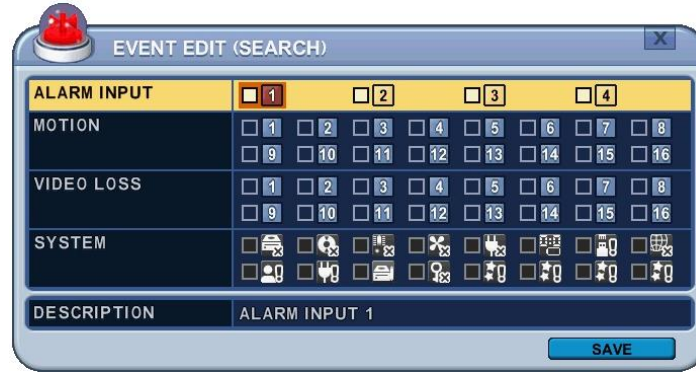 EVENT EDIT (SEARCH) X
ALARM INPUT 1 2 3 4
MOTION 1 2 3 4 5 6 7 8
9 10 11 12 13 14 15 16
VIDEO LOSS 1 2 3 4 5 6 7 8
9 10 11 12 13 14 15 16
SYSTEM
DESCRIPTION ALARM INPUT 1
SAVE